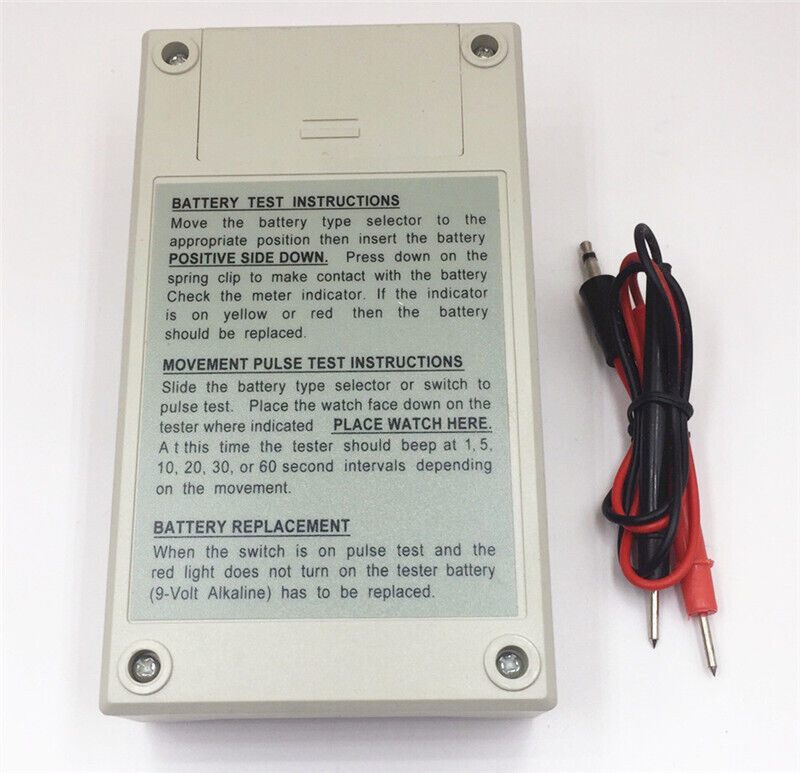 BATTERY TEST INSTRUCTIONS
Move the battery type selector to the
appropriate position then insert the battery
POSITIVE SIDE DOWN. Press down on the
spring clip to make contact with the battery
Check the meter indicator. If the indicator
is on yellow or red then the battery
should be replaced.
MOVEMENT PULSE TEST INSTRUCTIONS
Slide the battery type selector or switch to
pulse test. Place the watch face down on the
tester where indicated PLACE WATCH HERE.
At this time the tester should beep at 1, 5,
10, 20, 30, or 60 second intervals depending
on the movement.
BATTERY REPLACEMENT
When the switch is on pulse test and the
red light does not turn on the tester battery
(9-Volt Alkaline) has to be replaced.